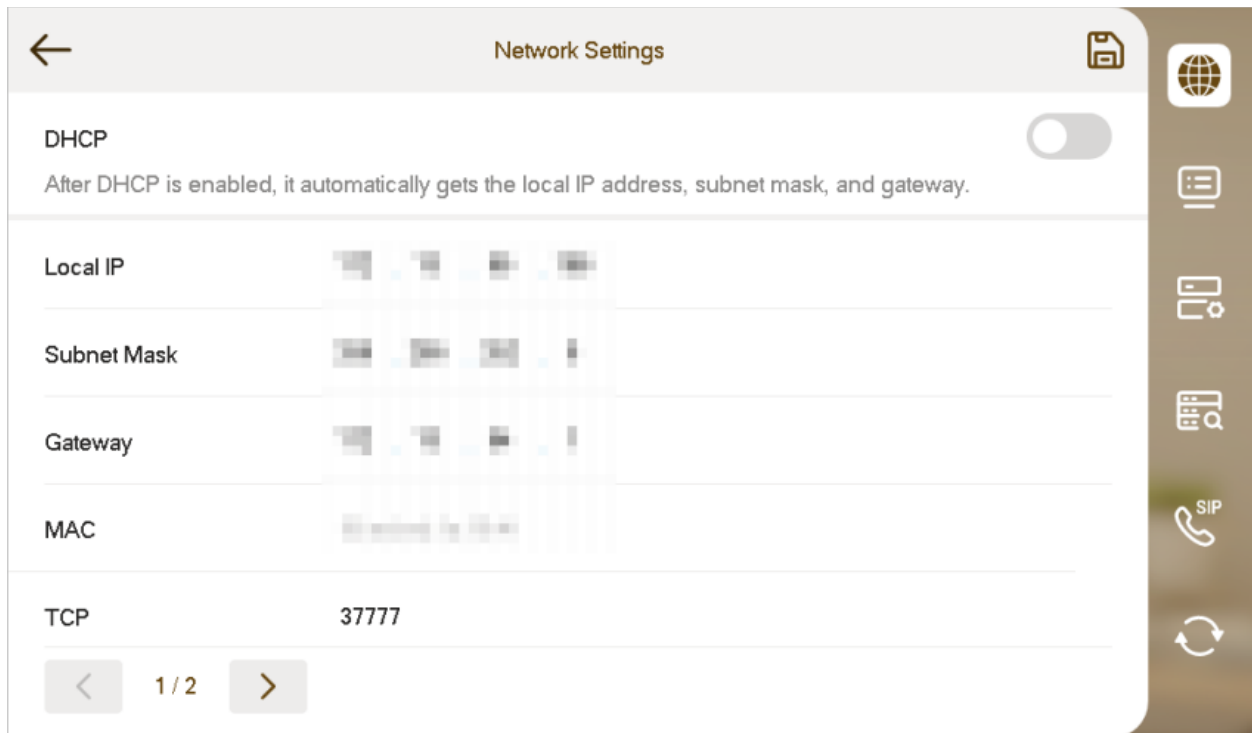 Network Settings
DHCP
After DHCP is enabled, it automatically gets the local IP address, subnet mask, and gateway.
Local IP
Subnet Mask
Gateway
MAC
TCP 37777
1 / 2
SIP